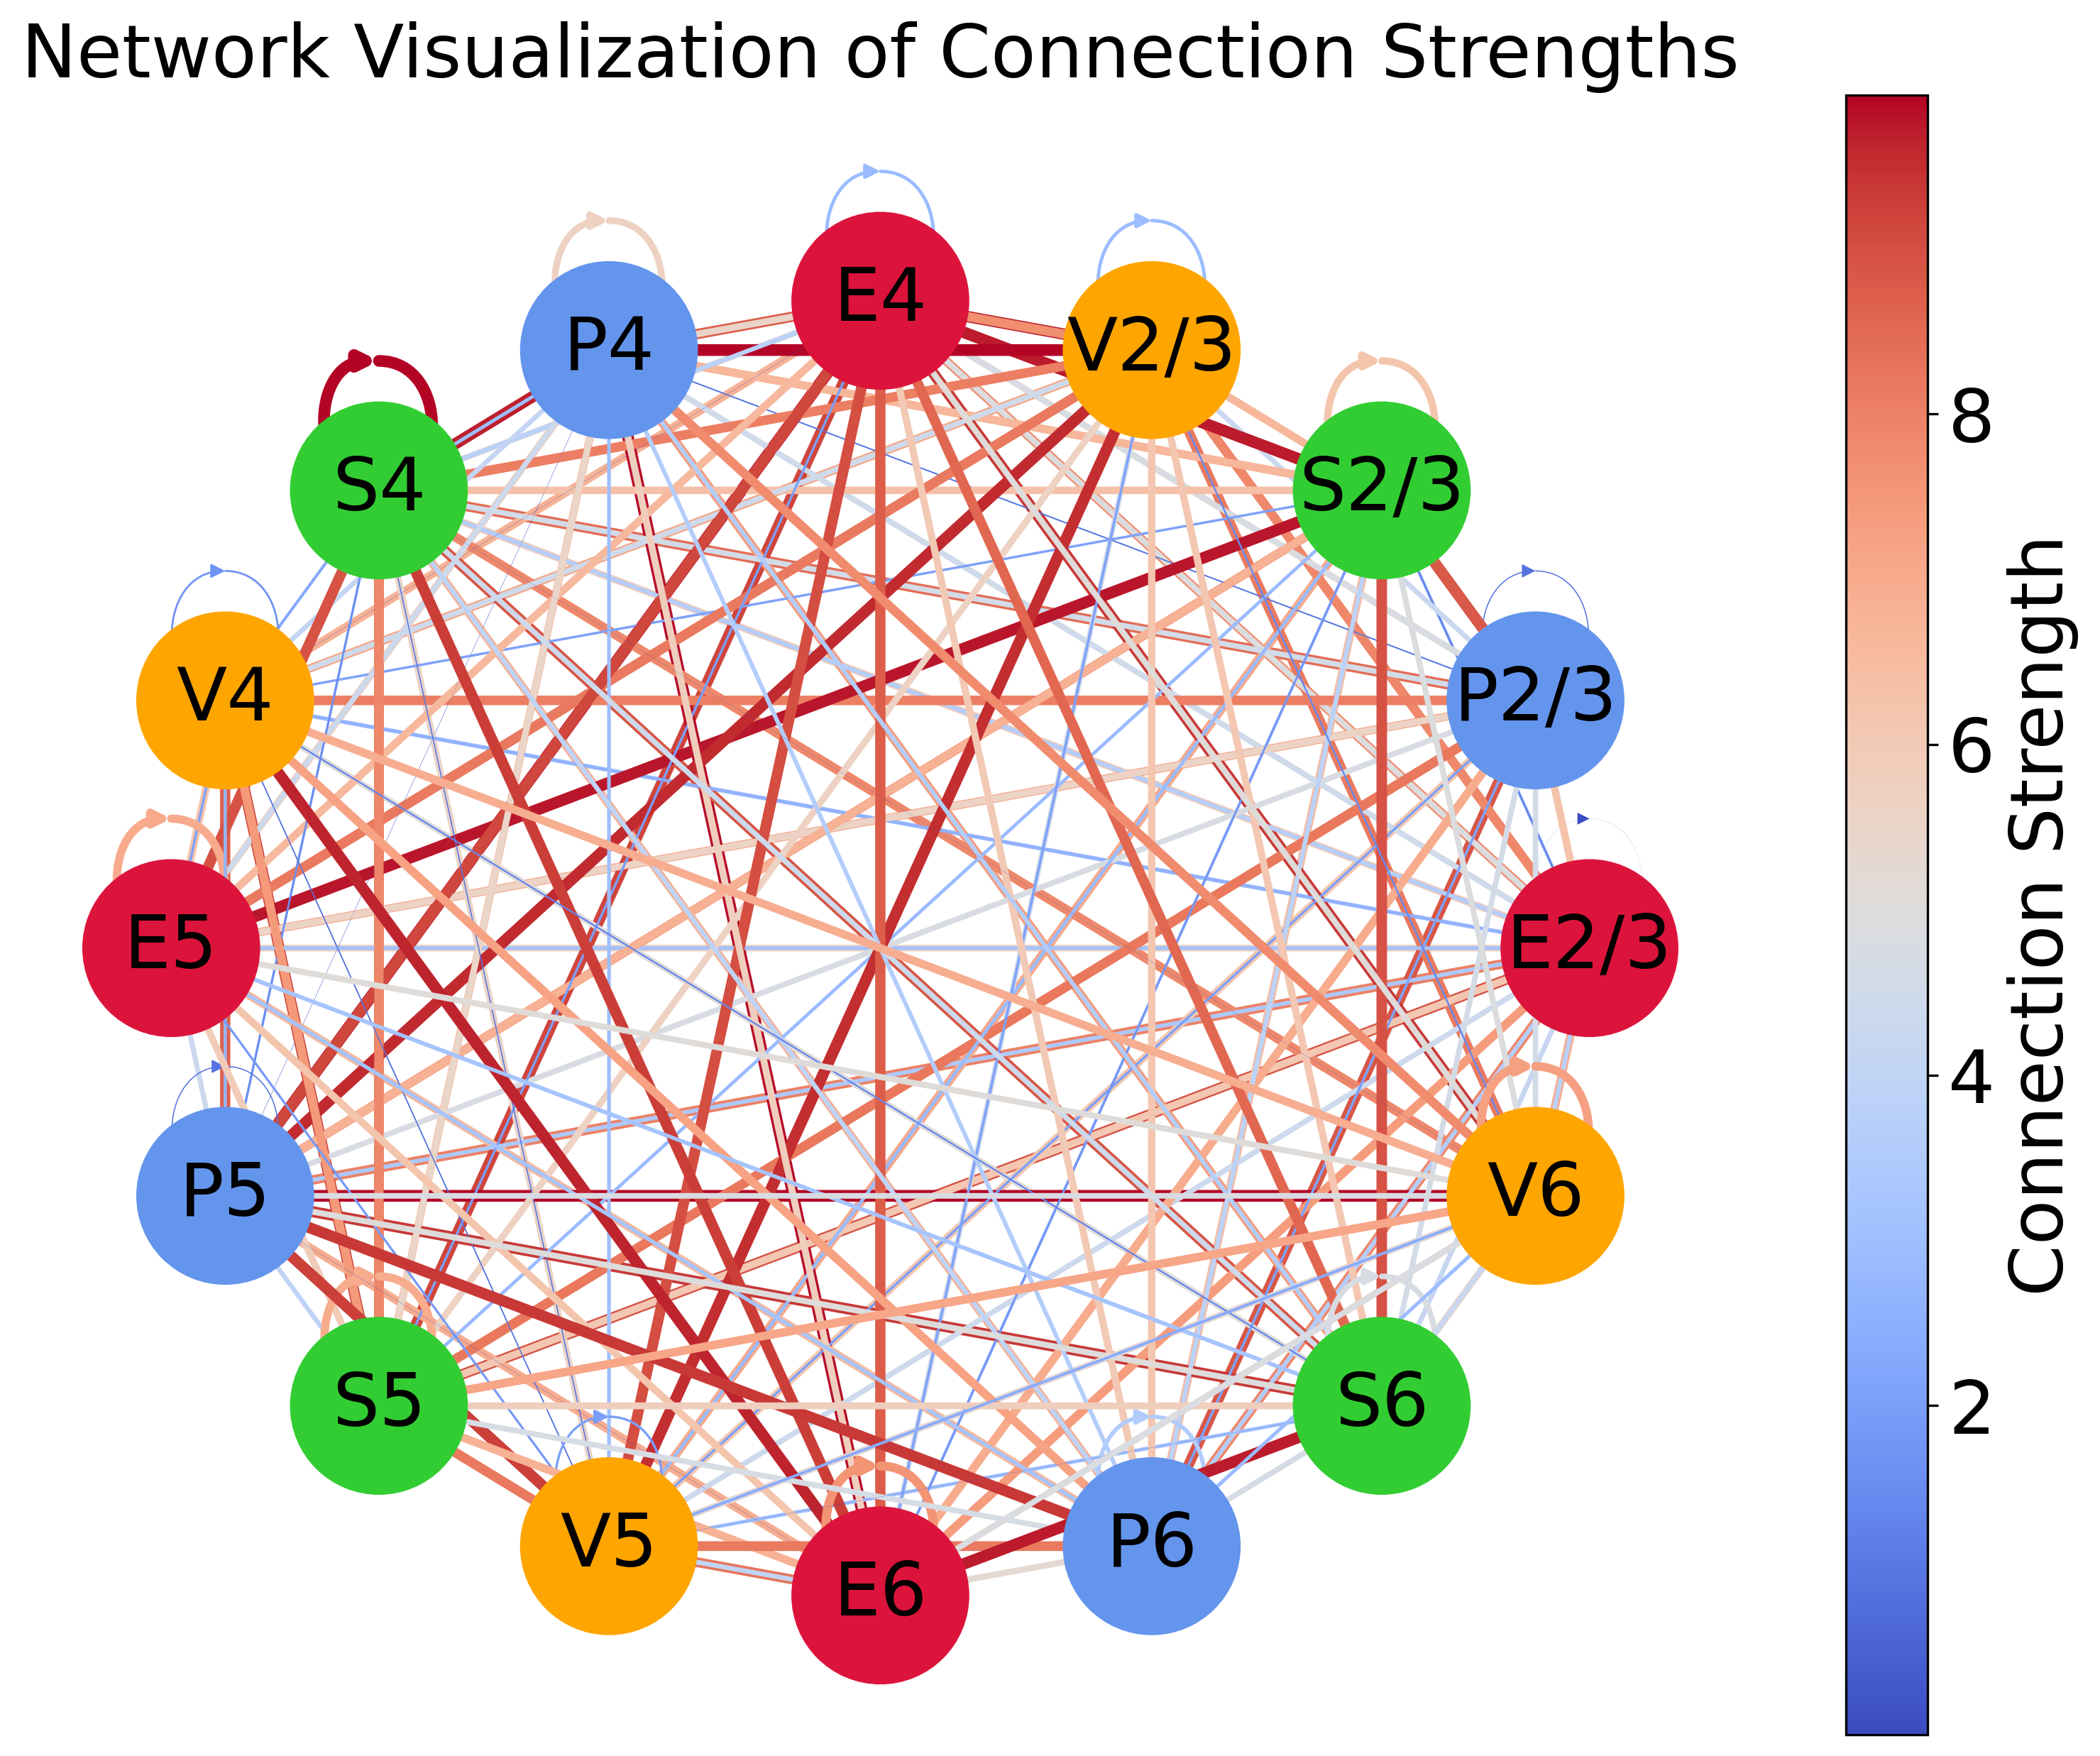 Network Visualization of Connection Strengths
E4
P4
V2/3
S4
S2/3
V4
P2/3
E5
E2/3
P5
V6
S5
S6
V5
P6
E6
8
6
4
2
Connection Strength